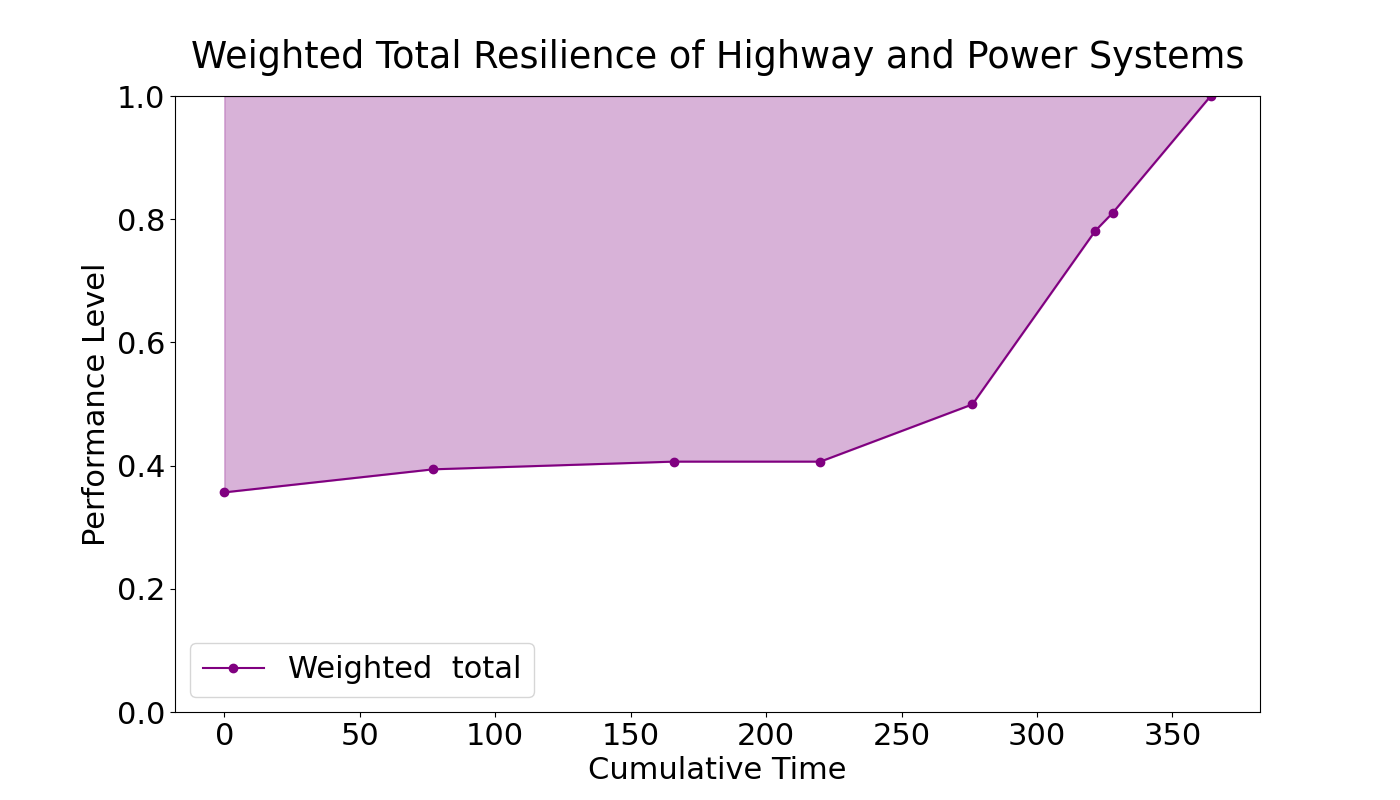 Weighted Total Resilience of Highway and Power Systems
1.0
0.8
0.6
0.4
0.2
0.0
Performance Level
Weighted  total
0 50 100 150 200 250 300 350
Cumulative Time